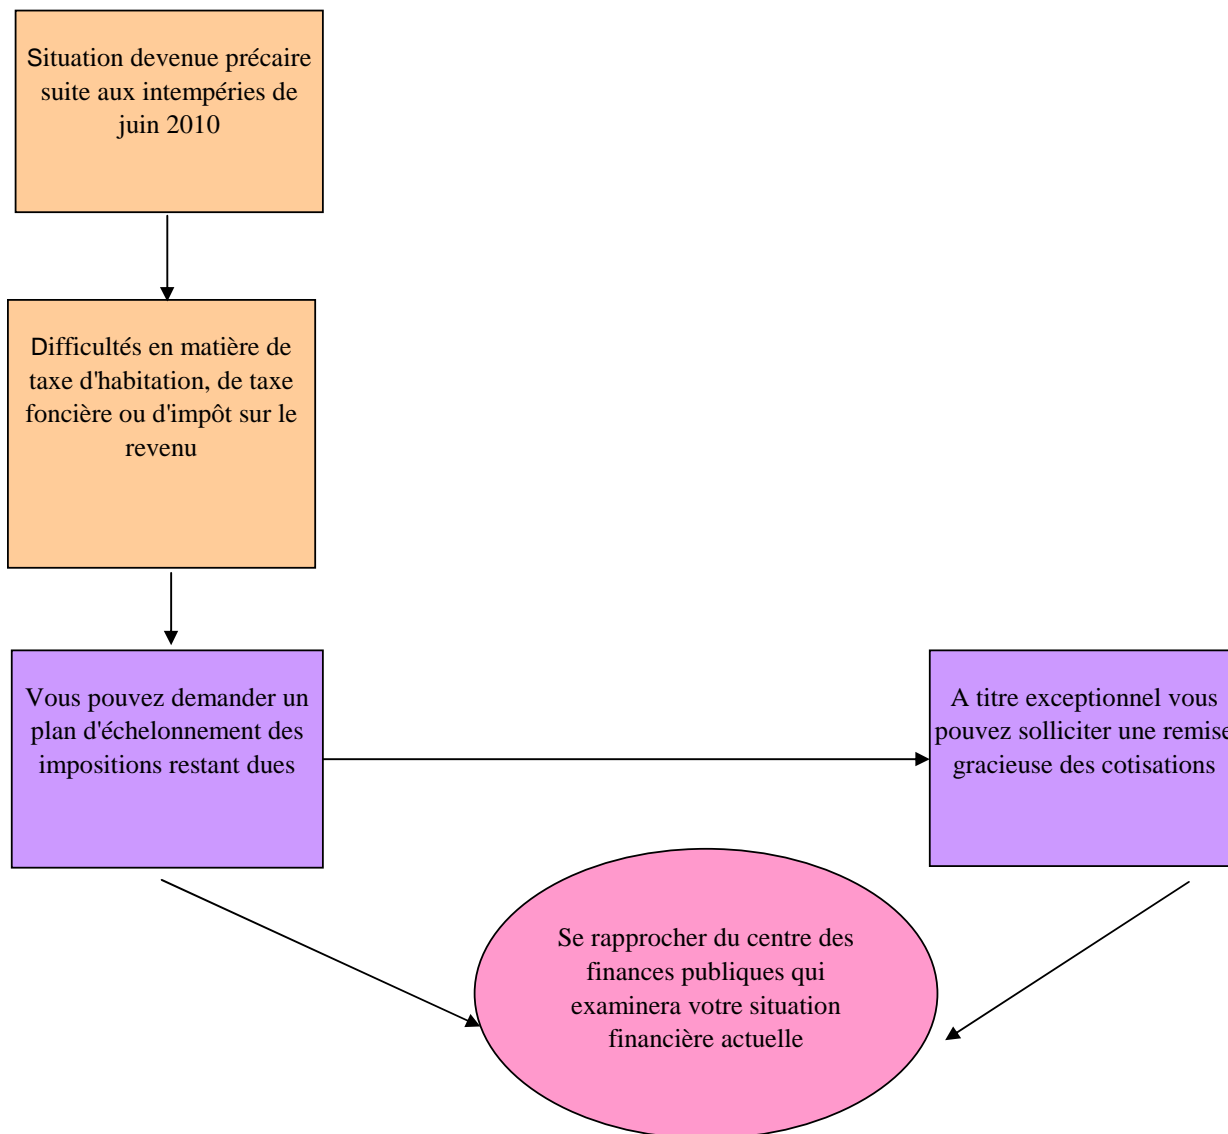 Situation devenue précaire
suite aux intempéries de
juin 2010
Difficultés en matière de
taxe d'habitation, de taxe
foncière ou d'impôt sur le
revenu
Vous pouvez demander un
plan d'échelonnement des
impositions restant dues
A titre exceptionnel vous
pouvez solliciter une remise
gracieuse des cotisations
Se rapprocher du centre des
finances publiques qui
examinera votre situation
financière actuelle